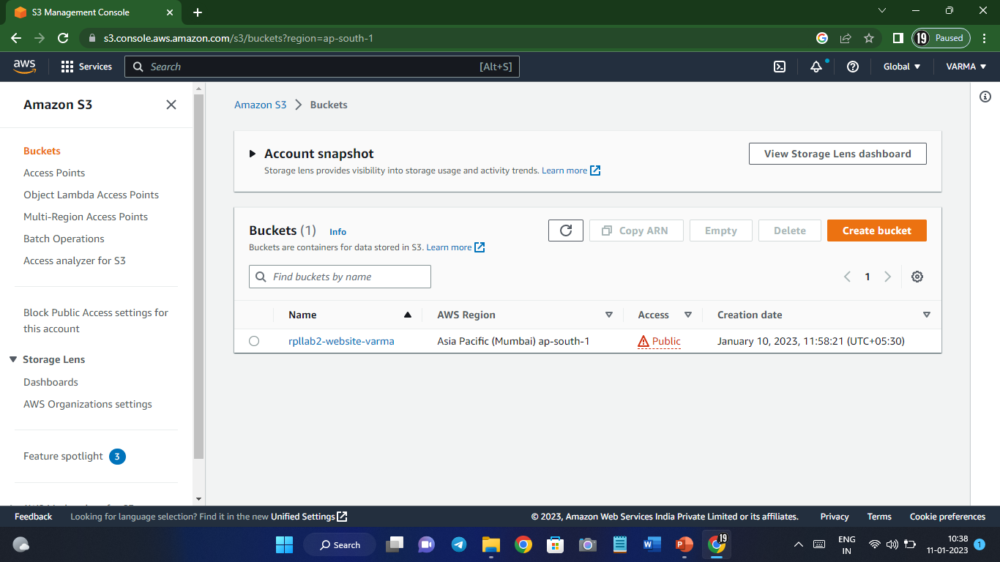 S3 Management Console
s3.console.aws.amazon.com/s3/buckets?region=ap-south-1
19 Paused
aws
Services
Search
[Alt+S]
Global
VARMA
Amazon S3
Buckets
Access Points
Object Lambda Access Points
Multi-Region Access Points
Batch Operations
Access analyzer for S3
Block Public Access settings for
this account
Storage Lens
Dashboards
AWS Organizations settings
Feature spotlight 3
Amazon S3 Buckets
Account snapshot
View Storage Lens dashboard
Storage lens provides visibility into storage usage and activity trends. Learn more
Buckets (1) Info
Copy ARN
Empty
Delete
Create bucket
Buckets are containers for data stored in S3. Learn more
Find buckets by name
1
Name AWS Region Access Creation date
rpllab2-website-varma Asia Pacific (Mumbai) ap-south-1 Public January 10, 2023, 11:58:21 (UTC+05:30)
Feedback Looking for language selection? Find it in the new Unified Settings
© 2023, Amazon Web Services India Private Limited or its affiliates. Privacy Terms Cookie preferences
Search
19
ENG
IN
10:38
11-01-2023
1